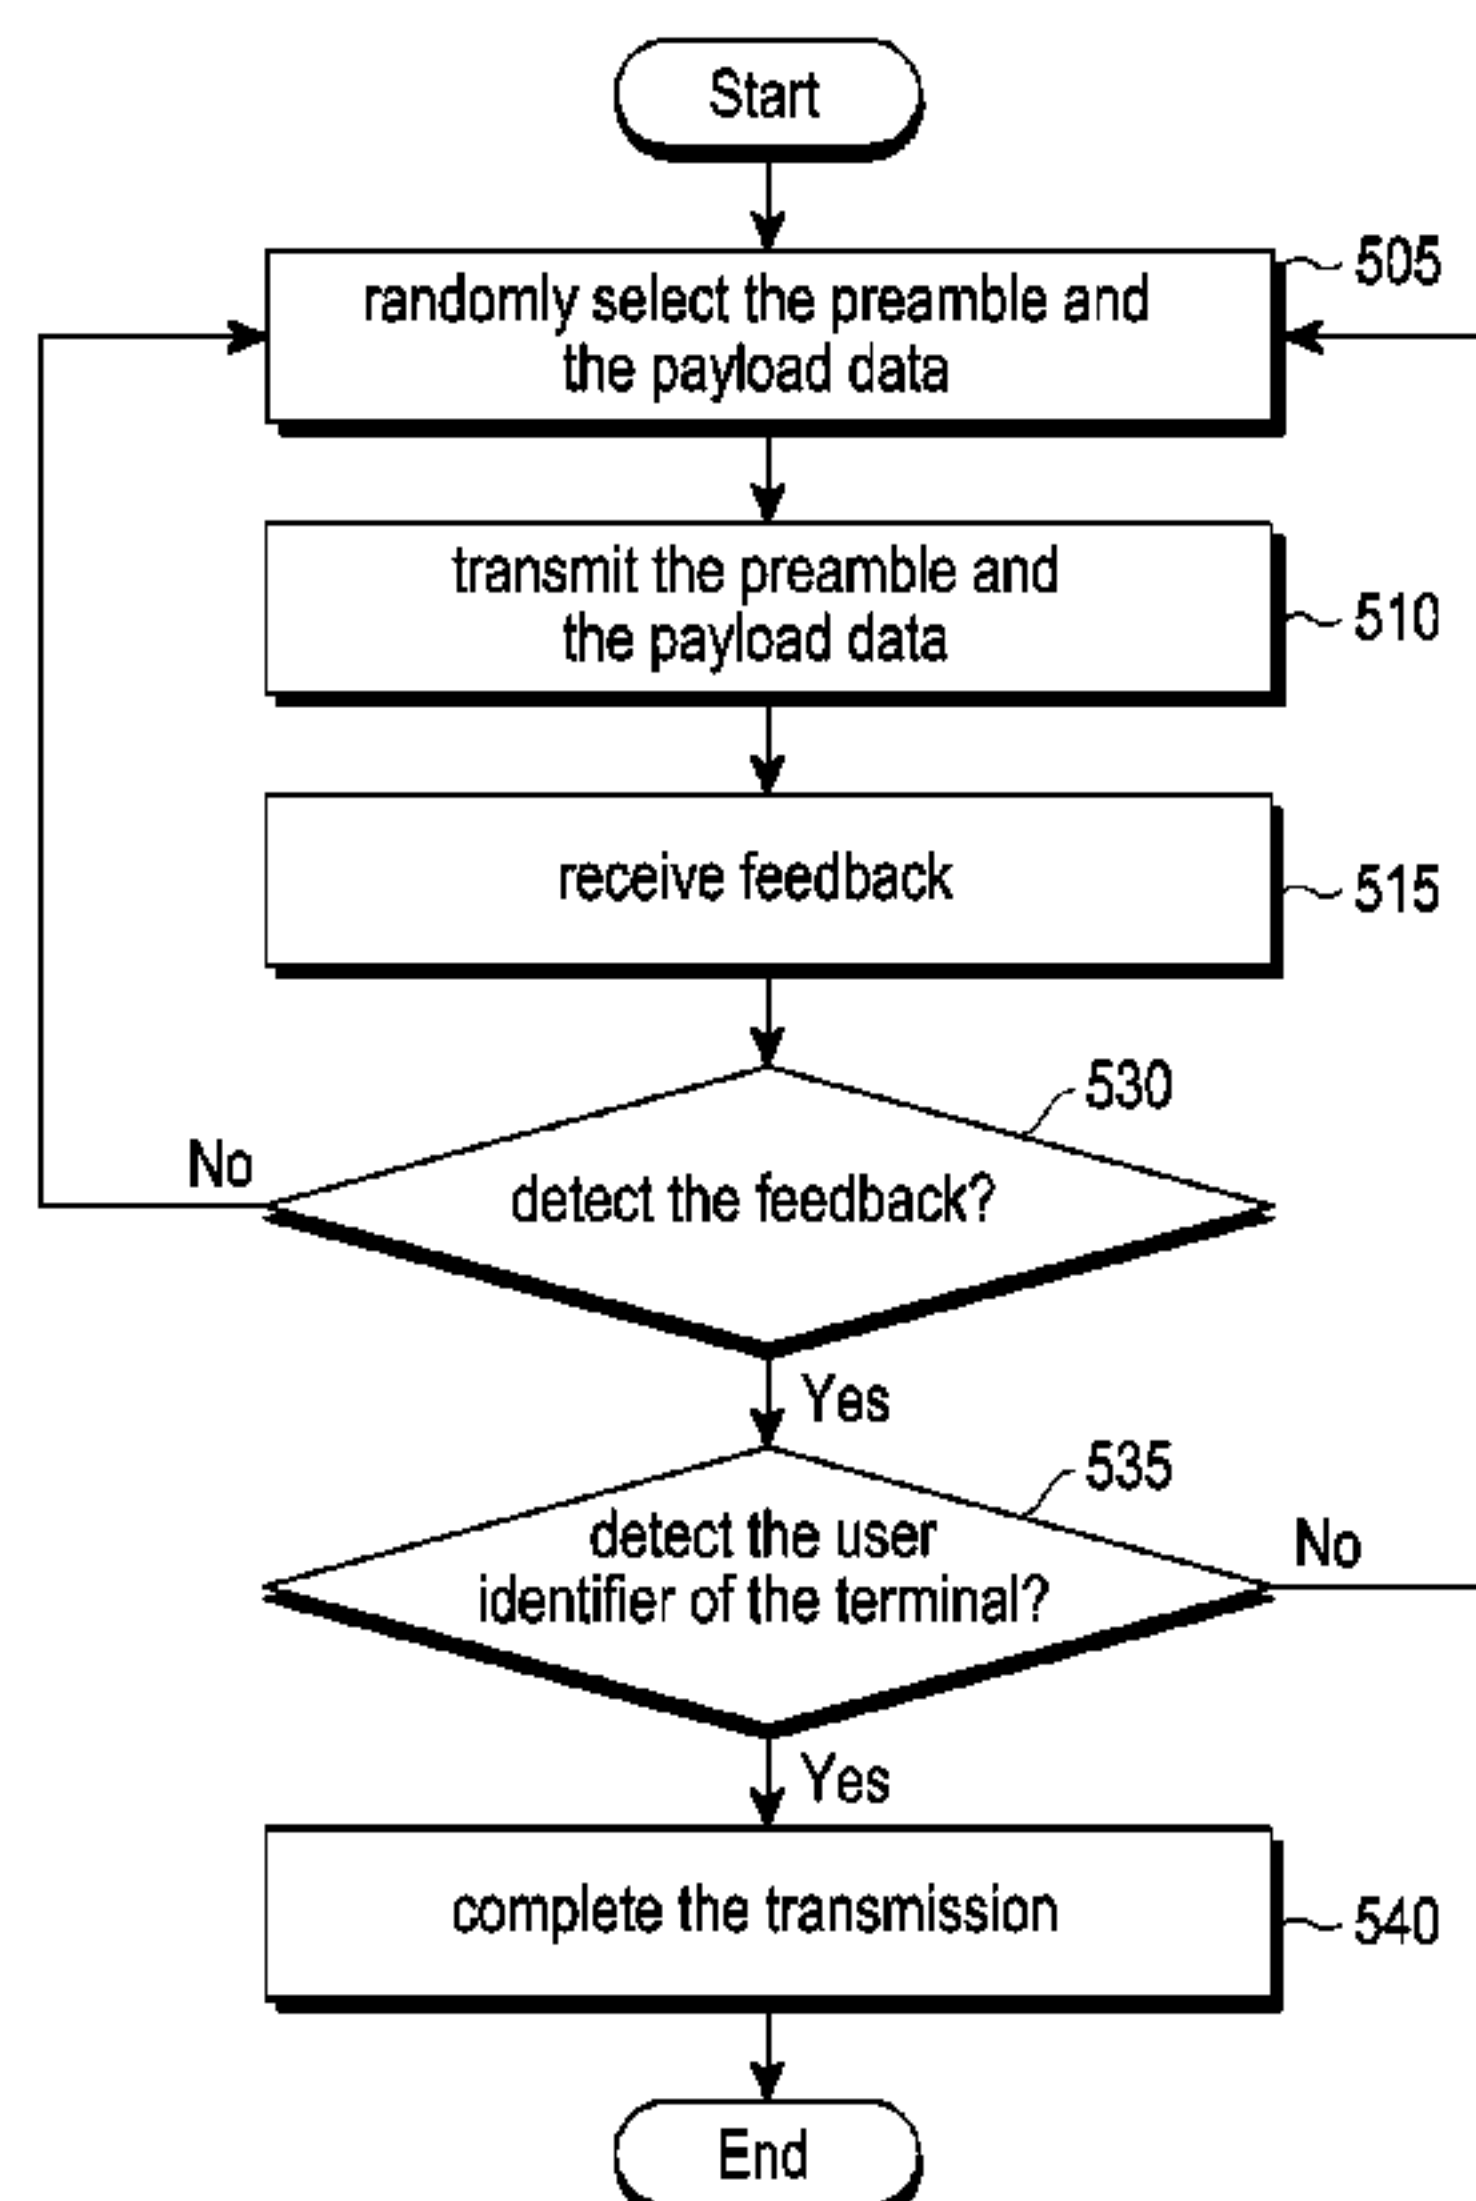 Start
505
randomly select the preamble and
the payload data
transmit the preamble and
the payload data
510
receive feedback
515
530
No
detect the feedback?
Yes
535
detect the user
identifier of the terminal?
No
Yes
complete the transmission
540
End